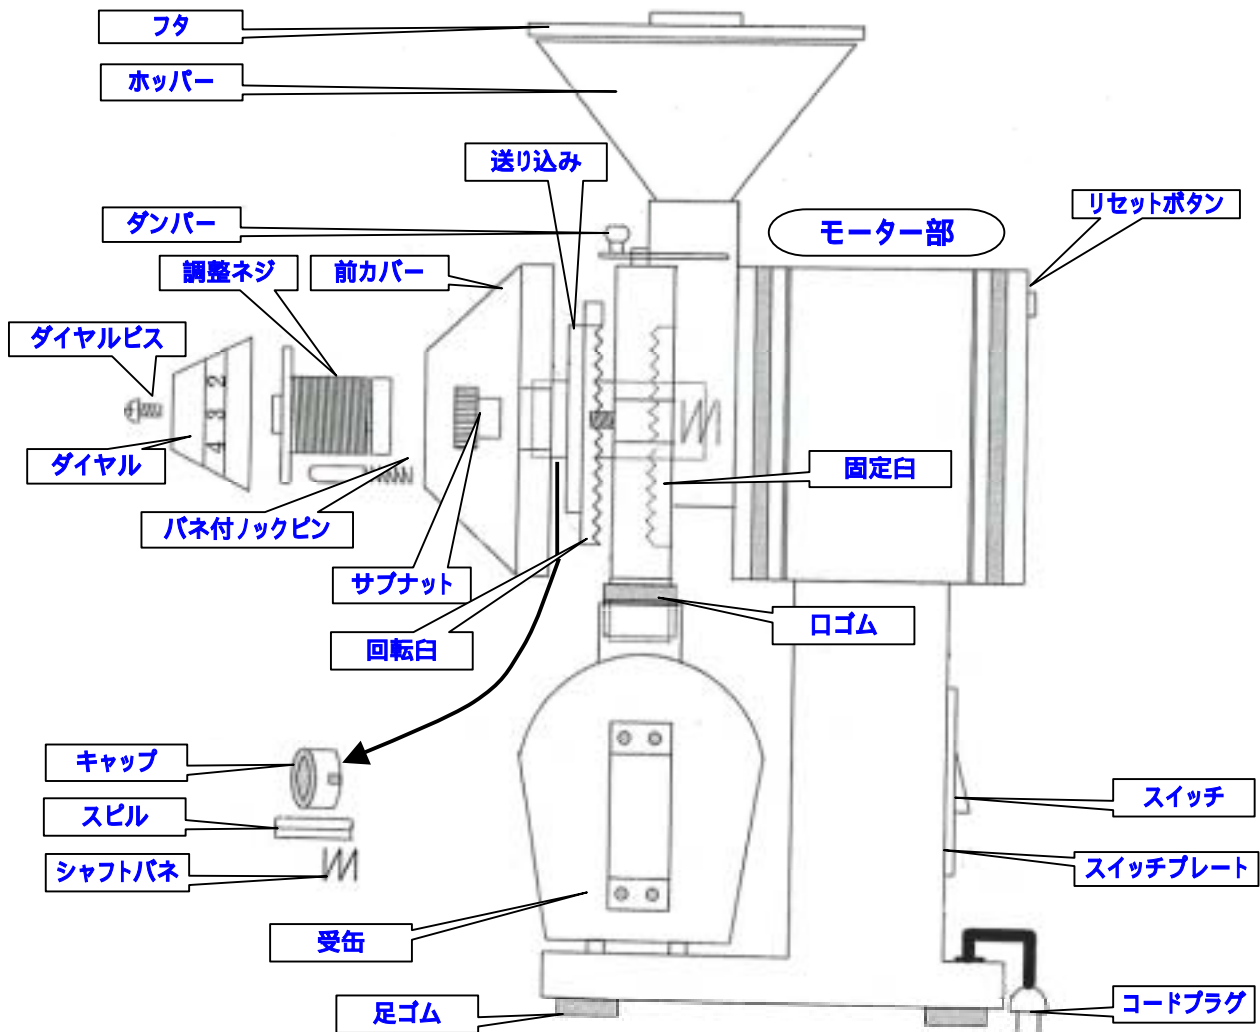 フタ
ホッパー
送り込み
ダンパー
リセットボタン
モーター部
調整ネジ
前カバー
ダイヤルビス
2
3
4
ダイヤル
固定臼
バネ付ノックピン
サブナット
回転臼
口ゴム
キャップ
スピル
シャフトバネ
スイッチ
スイッチプレート
受缶
足ゴム
コードプラグ